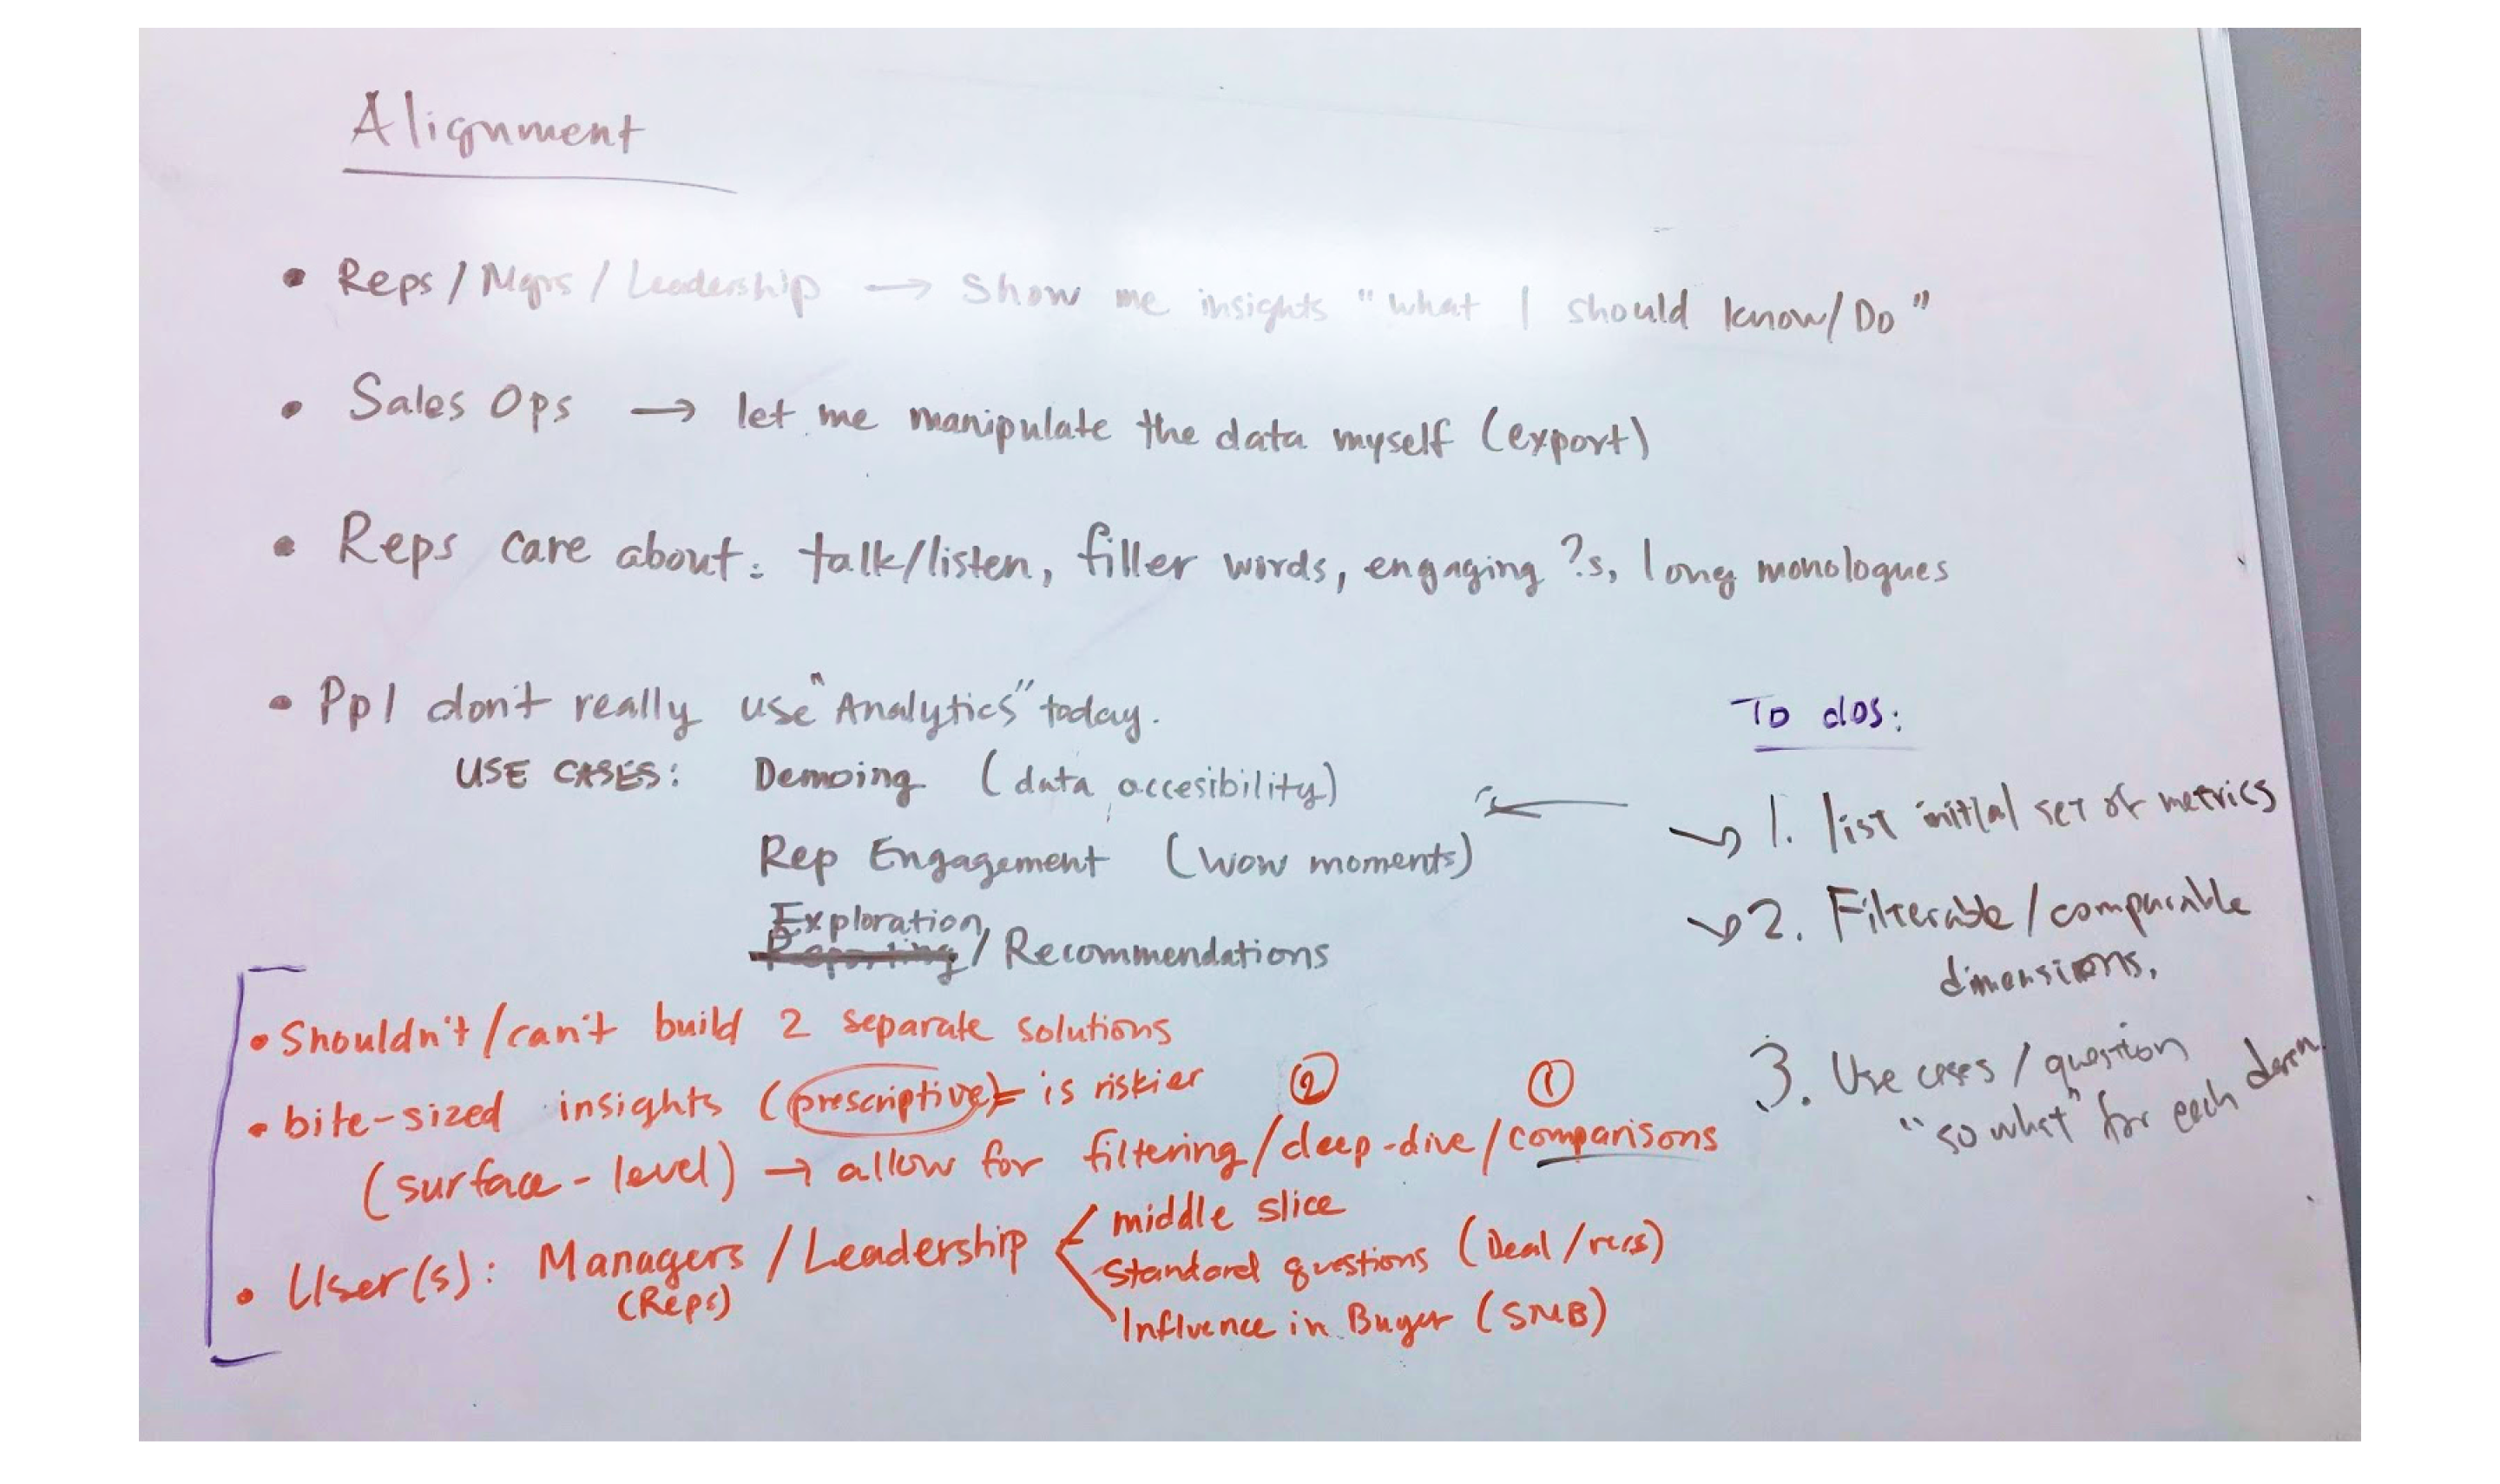 Alignment
• Reps / Mgrs / Leadership → Show me insights "what I should know/Do"
• Sales Ops → let me manipulate the data myself (export)
• Reps care about: talk/listen, filler words, engaging ?s, long monologues
• Ppl don't really use "Analytics" today.
USE CASES: Demoing (data accesibility)
Rep Engagement (wow moments)
Exploration
Reporting / Recommendations
• Shouldn't/can't build 2 separate solutions
• bite-sized insights (prescriptive) is riskier
② ①
(surface-level) → allow for filtering/deep-dive/comparisons
• User(s): Managers / Leadership
(Reps)
middle slice
Standard questions (Deal/recs)
Influence in Buyer (SMB)
To dos:
1. list initial set of metrics
2. Filterable/comparable
dimensions.
3. Use cases / question
"so what" for each